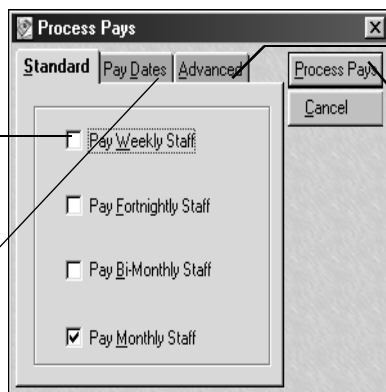 Process Pays
Standard Pay Dates Advanced
Process Pays
Cancel
Pay Weekly Staff
Pay Fortnightly Staff
Pay Bi-Monthly Staff
Pay Monthly Staff